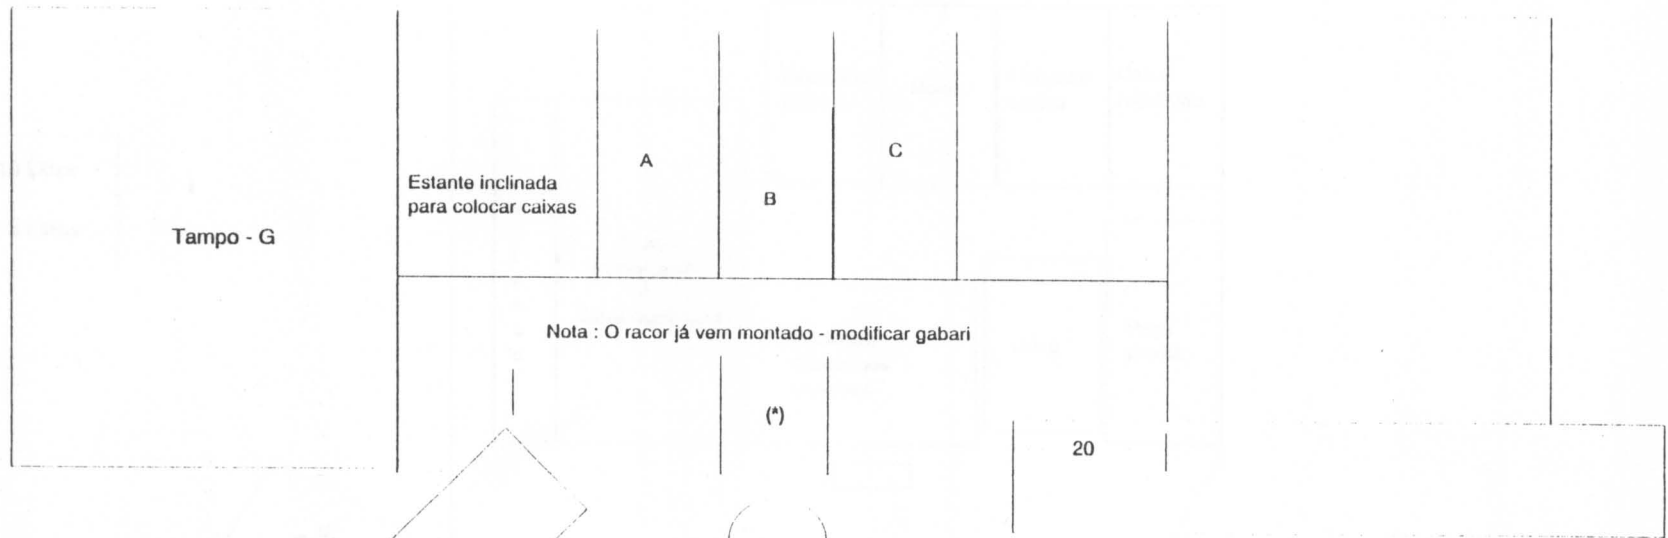 Tampo - G
Estante inclinada
para colocar caixas
A
B
C
Nota : O racor já vem montado - modificar gabari
(*)
20